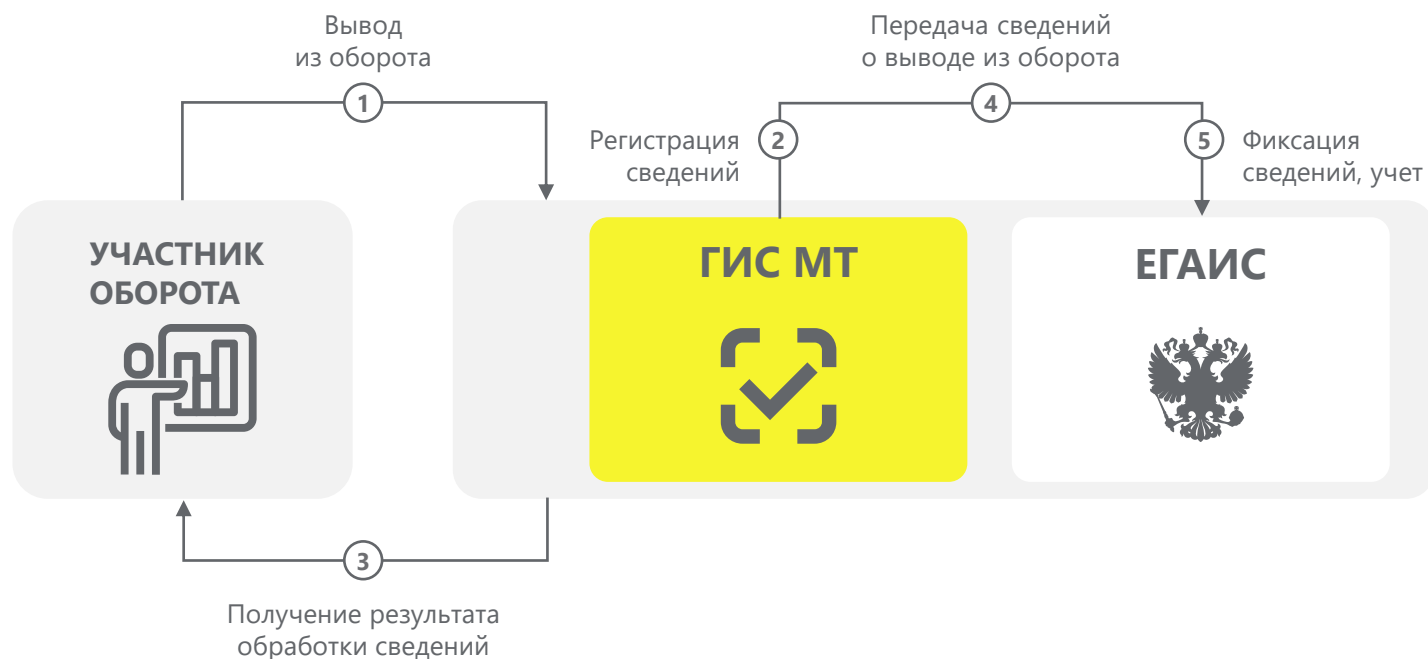 Вывод
из оборота
1
Передача сведений
о выводе из оборота
4
Регистрация
сведений
2
5
Фиксация
сведений, учет
УЧАСТНИК
ОБОРОТА
ГИС МТ
ЕГАИС
3
Получение результата
обработки сведений